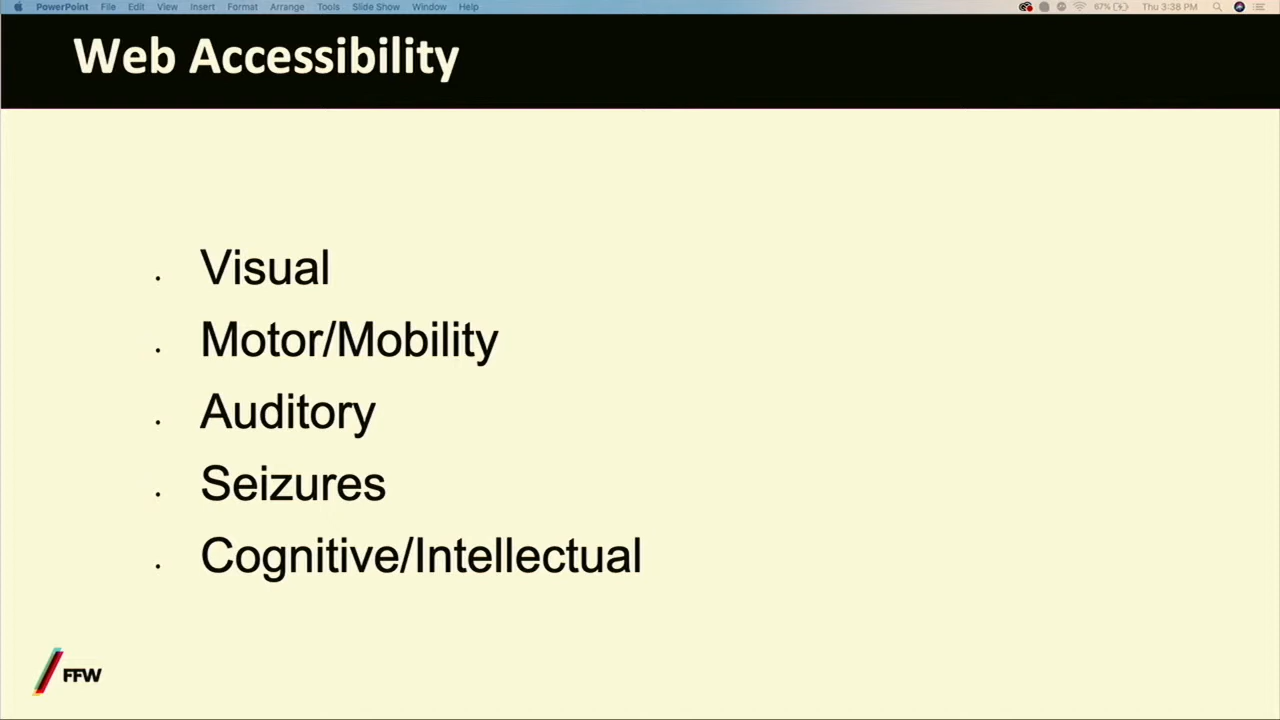 PowerPoint File Edit View Insert Format Arrange Tools Slide Show Window Help 67% Thu 3:38 PM
Web Accessibility
. Visual
. Motor/Mobility
. Auditory
. Seizures
. Cognitive/Intellectual
FFW